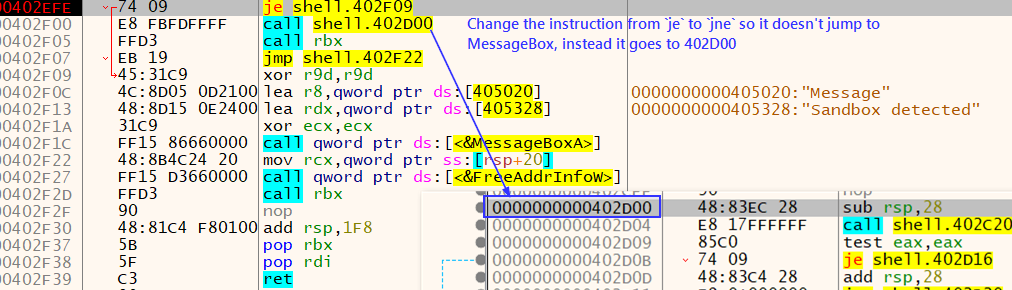 00402EFE 74 09 je shell.402F09
00402F00 E8 FBFDFFFF call shell.402D00
00402F05 FFD3 call rbx
00402F07 EB 19 jmp shell.402F22
00402F09 45:31C9 xor r9d,r9d
00402F0C 4C:8D05 0D2100 lea r8,qword ptr ds:[405020] 0000000000405020:"Message"
00402F13 48:8D15 0E2400 lea rdx,qword ptr ds:[405328] 0000000000405328:"Sandbox detected"
00402F1A 31C9 xor ecx,ecx
00402F1C FF15 86660000 call qword ptr ds:[<&MessageBoxA>]
00402F22 48:8B4C24 20 mov rcx,qword ptr ss:[rsp+20]
00402F27 FF15 D3660000 call qword ptr ds:[<&FreeAddrInfoW>]
00402F2D FFD3 call rbx
00402F2F 90 nop
00402F30 48:81C4 F80100 add rsp,1F8
00402F37 5B pop rbx
00402F38 5F pop rdi
00402F39 C3 ret
Change the instruction from `je` to `jne` so it doesn't jump to
MessageBox, instead it goes to 402D00
0000000000402D00 48:83EC 28 sub rsp,28
0000000000402D04 E8 17FFFFFF call shell.402C20
0000000000402D09 85C0 test eax,eax
0000000000402D0B 74 09 je shell.402D16
0000000000402D0D 48:83C4 28 add rsp,28